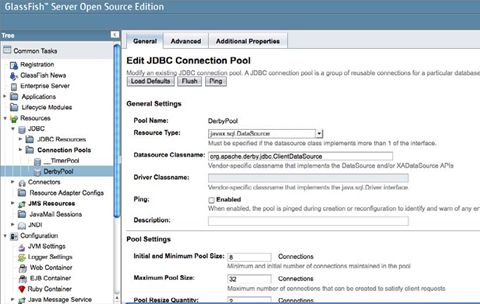 GlassFish™ Server Open Source Edition
Tree
Common Tasks
Registration
GlassFish News
Enterprise Server
Applications
Lifecycle Modules
Resources
JDBC
JDBC Resources
Connection Pools
__TimerPool
DerbyPool
Connectors
Resource Adapter Configs
JMS Resources
JavaMail Sessions
JNDI
Configuration
JVM Settings
Logger Settings
Web Container
EJB Container
Ruby Container
Java Message Service
General Advanced Additional Properties
Edit JDBC Connection Pool
Modify an existing JDBC connection pool. A JDBC connection pool is a group of reusable connections for a particular database
Load Defaults Flush Ping
General Settings
Pool Name: DerbyPool
Resource Type: javax.sql.DataSource
Must be specified if the datasource class implements more than 1 of the interface.
Datasource Classname: org.apache.derby.jdbc.ClientDataSource
Vendor-specific classname that implements the DataSource and/or XADataSource APIs
Driver Classname:
Vendor-specific classname that implements the java.sql.Driver interface.
Ping: Enabled
When enabled, the pool is pinged during creation or reconfiguration to identify and warn of any er
Description:
Pool Settings
Initial and Minimum Pool Size: 8 Connections
Minimum and initial number of connections maintained in the pool
Maximum Pool Size: 32 Connections
Maximum number of connections that can be created to satisfy client requests
Pool Resize Quantity: 2 Connections